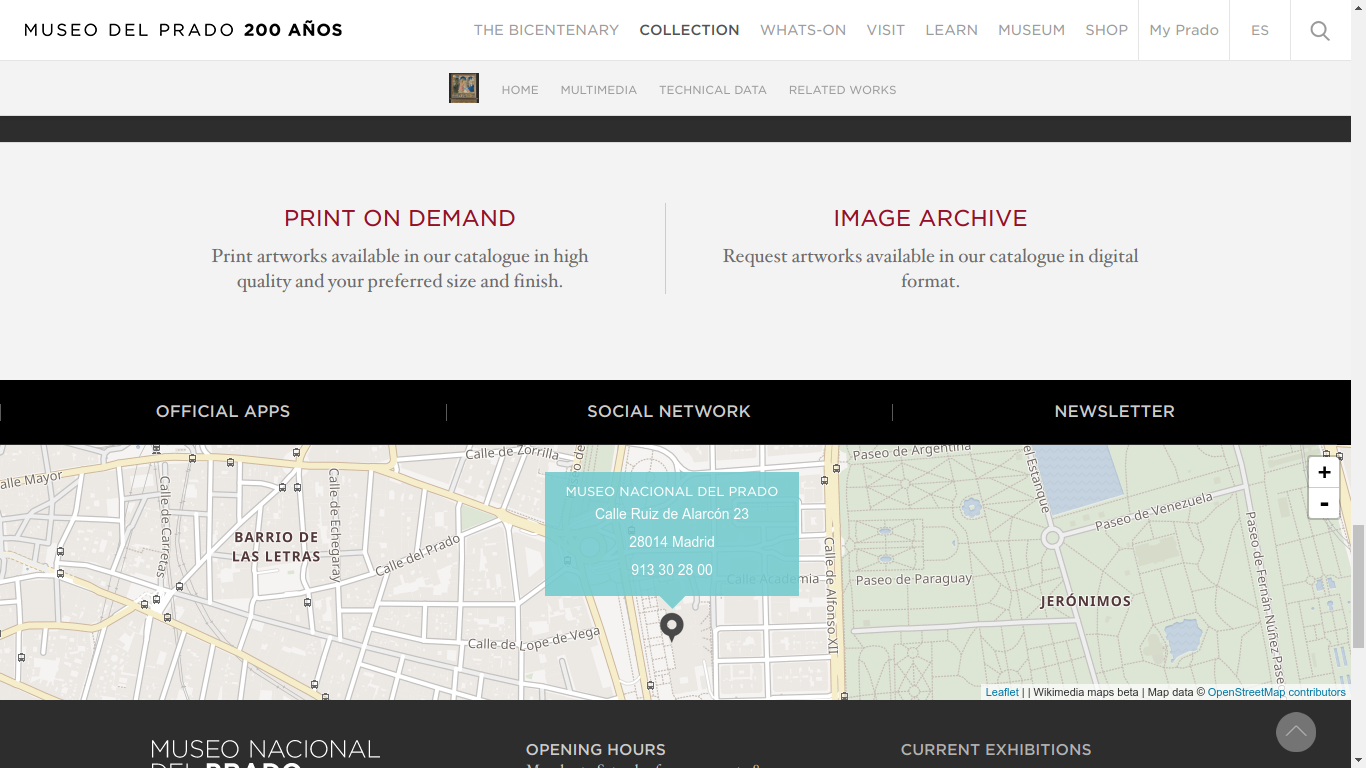 MUSEO DEL PRADO 200 AÑOS
THE BICENTENARY COLLECTION WHATS-ON VISIT LEARN MUSEUM SHOP My Prado ES
HOME MULTIMEDIA TECHNICAL DATA RELATED WORKS
PRINT ON DEMAND
Print artworks available in our catalogue in high
quality and your preferred size and finish.
IMAGE ARCHIVE
Request artworks available in our catalogue in digital
format.
OFFICIAL APPS
SOCIAL NETWORK
NEWSLETTER
alle Mayor
Calle de Carretas
BARRIO DE
LAS LETRAS
Calle de Echegaray
Calle del Prado
Calle de Zorrilla
Calle de Lope de Vega
MUSEO NACIONAL DEL PRADO
Calle Ruiz de Alarcón 23
28014 Madrid
913 30 28 00
Calle Academia
Calle de Alfonso XII
Paseo de Argentina
el Estanque
Paseo de Venezuela
Paseo de Paraguay
JERÓNIMOS
Paseo de Fernán Núñez
Pase
+
-
Leaflet | | Wikimedia maps beta | Map data © OpenStreetMap contributors
MUSEO NACIONAL
DEL PRADO
OPENING HOURS
CURRENT EXHIBITIONS